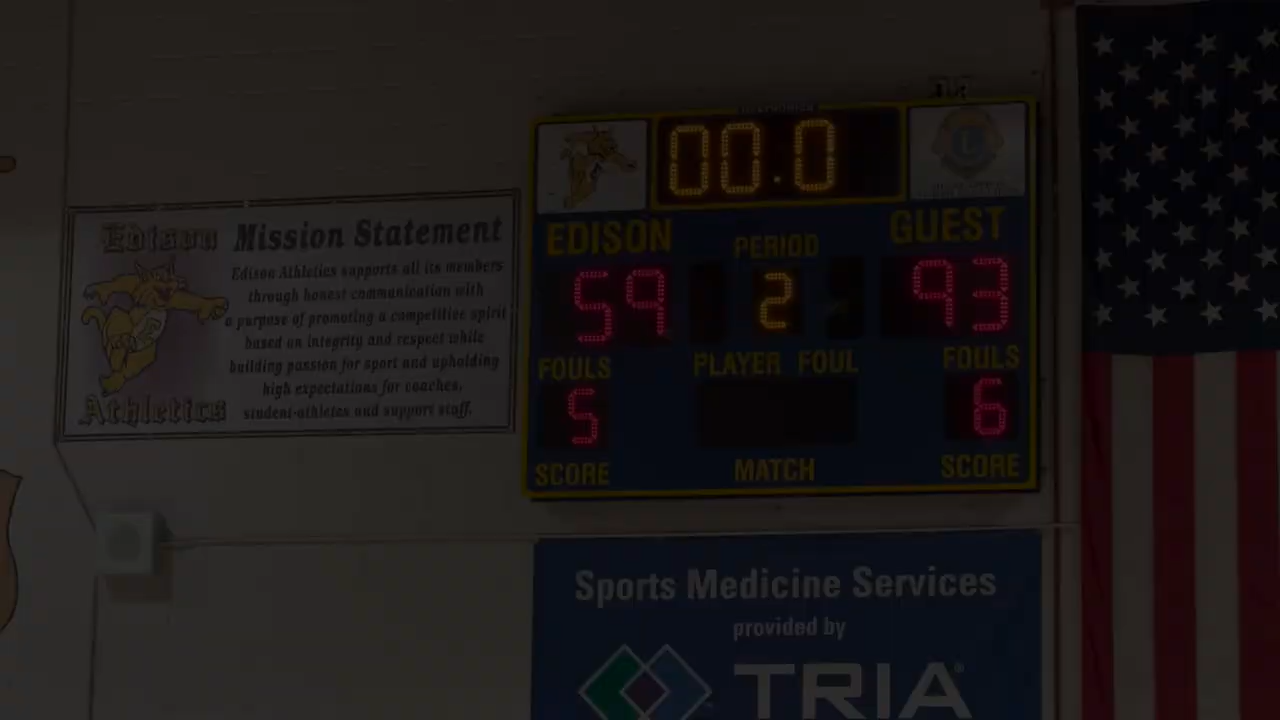 Edison Mission Statement
Edison Athletics supports all its members
through honest communication with
a purpose of promoting a competitive spirit
based on integrity and respect while
building passion for sport and upholding
high expectations for coaches,
student-athletes and support staff.
Athletics
00.0
EDISON PERIOD GUEST
59 2 93
FOULS PLAYER FOUL FOULS
5 6
SCORE MATCH SCORE
Sports Medicine Services
provided by
TRIA®